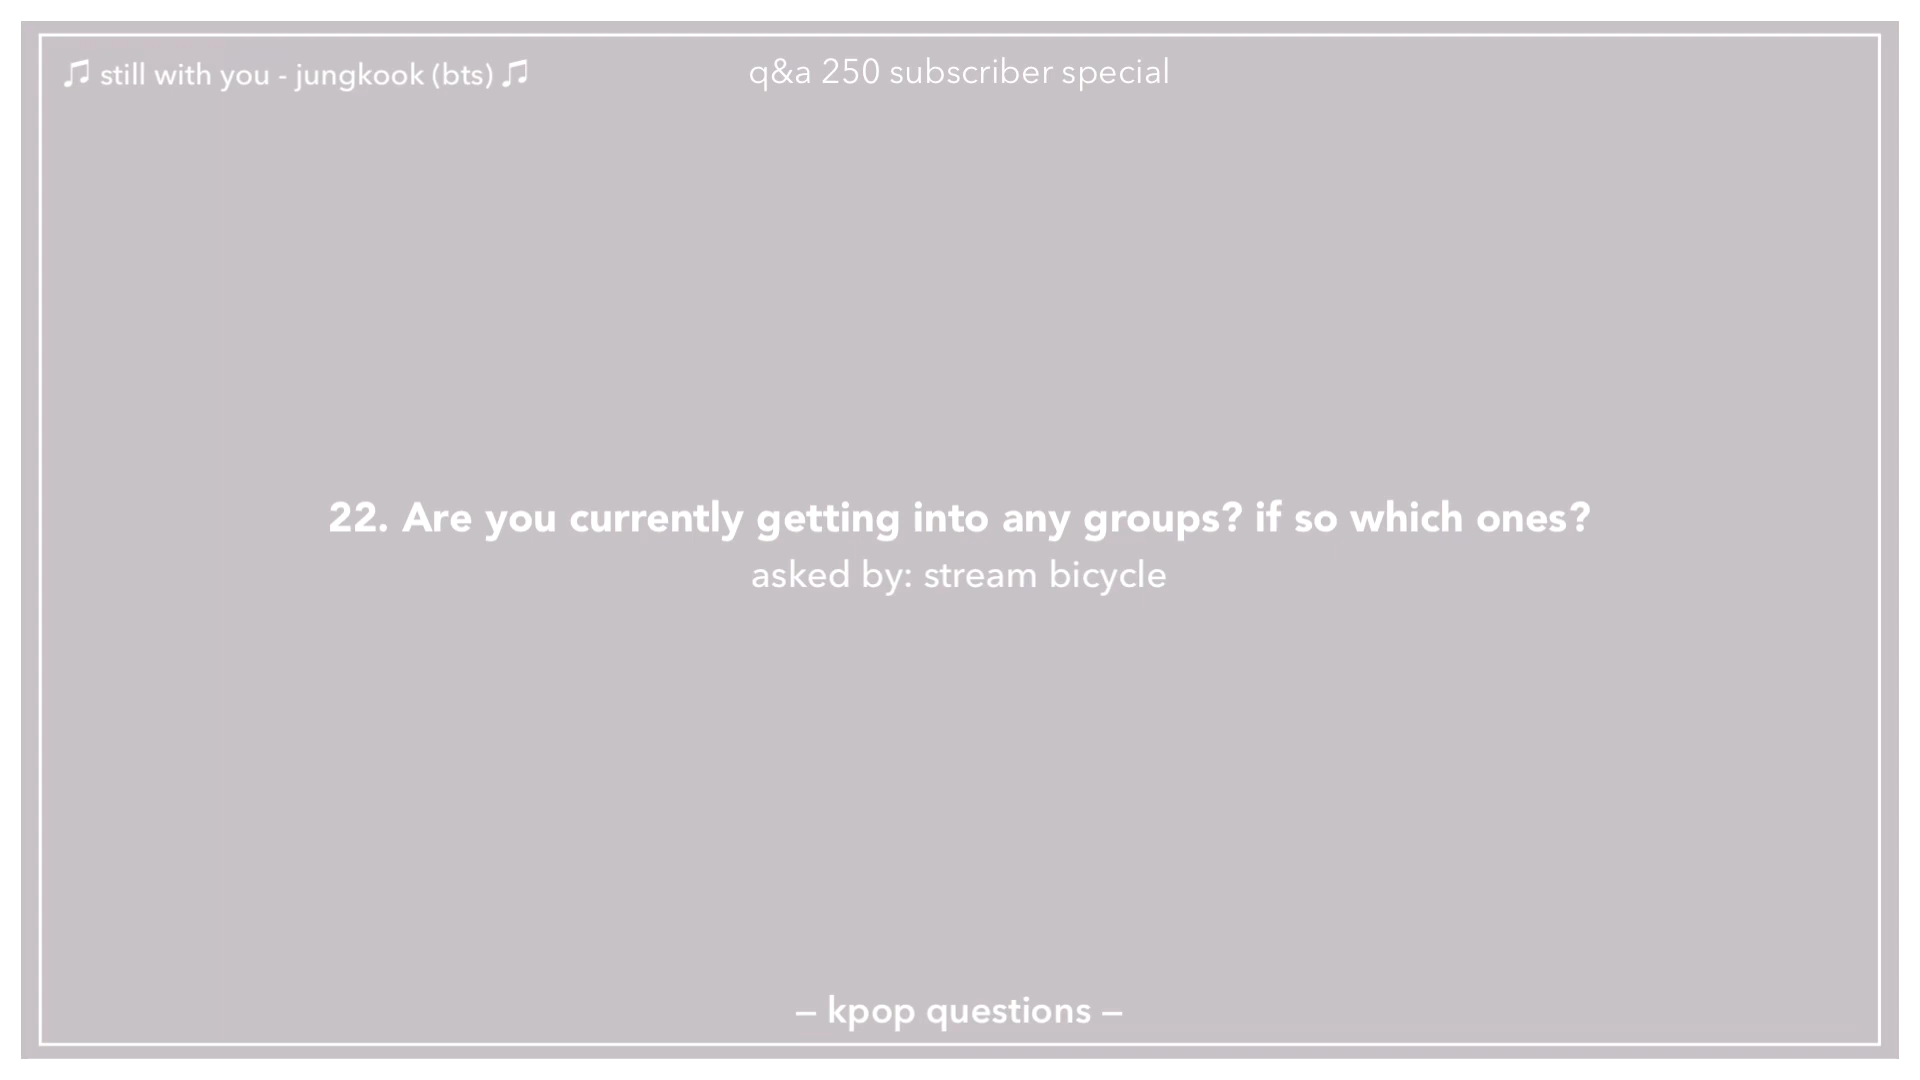 ♫ still with you - jungkook (bts) ♫
q&a 250 subscriber special
22. Are you currently getting into any groups? if so which ones?
asked by: stream bicycle
– kpop questions –